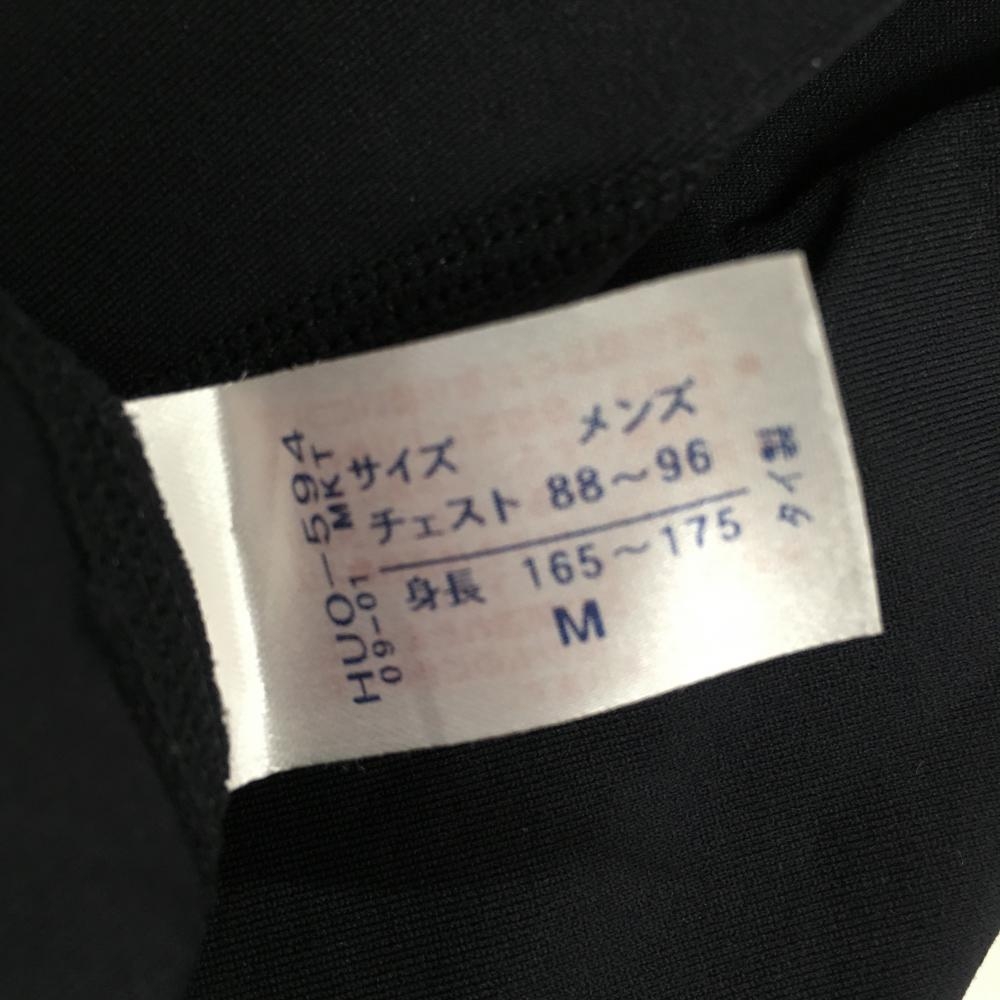 サイズ メンズ
チェスト 88～96
身長 165～175
M
HUO-594
09-01 MKT
タイ製